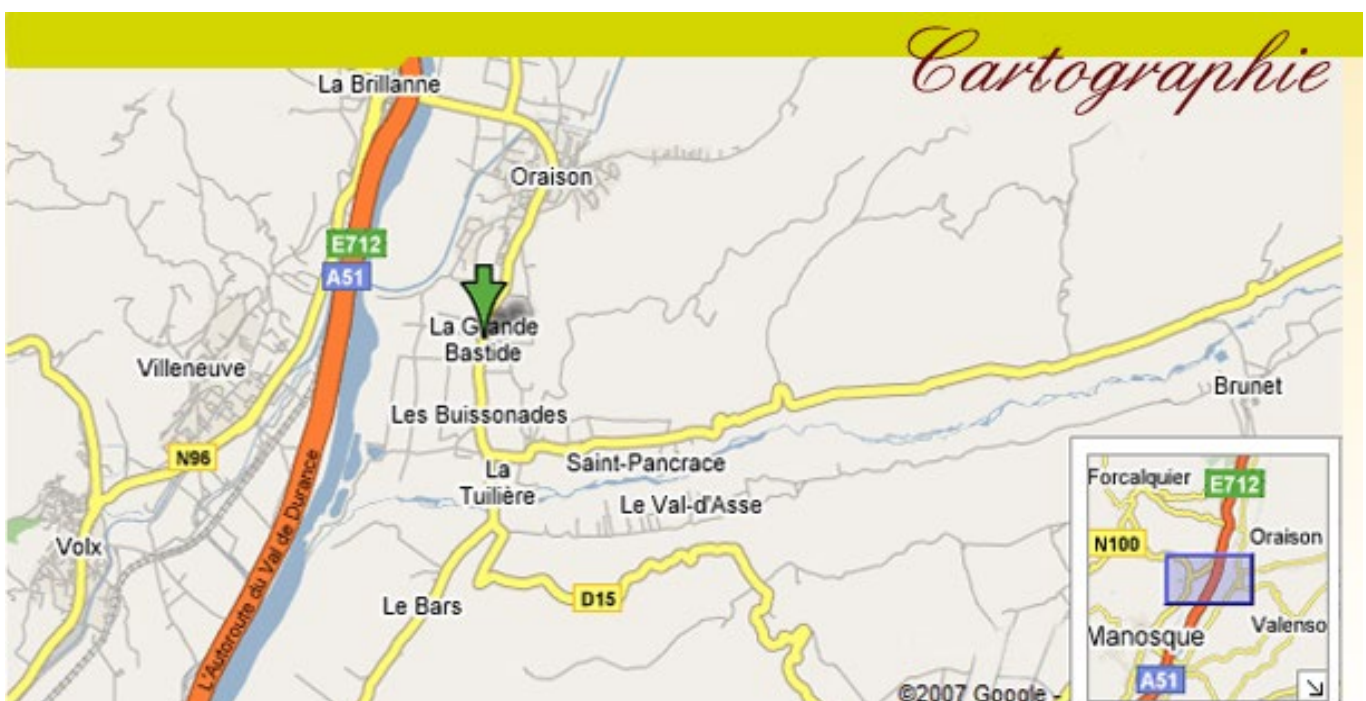 Cartographie
La Brillanne
Oraison
E712
A51
La Grande
Bastide
Villeneuve
Les Buissonades
Brunet
N96
La
Tuilière
Saint-Pancrace
Le Val-d'Asse
Volx
L'Autoroute du Val de Durance
Le Bars
D15
Forcalquier
E712
N100
Oraison
Manosque
Valenso
A51
©2007 Google -